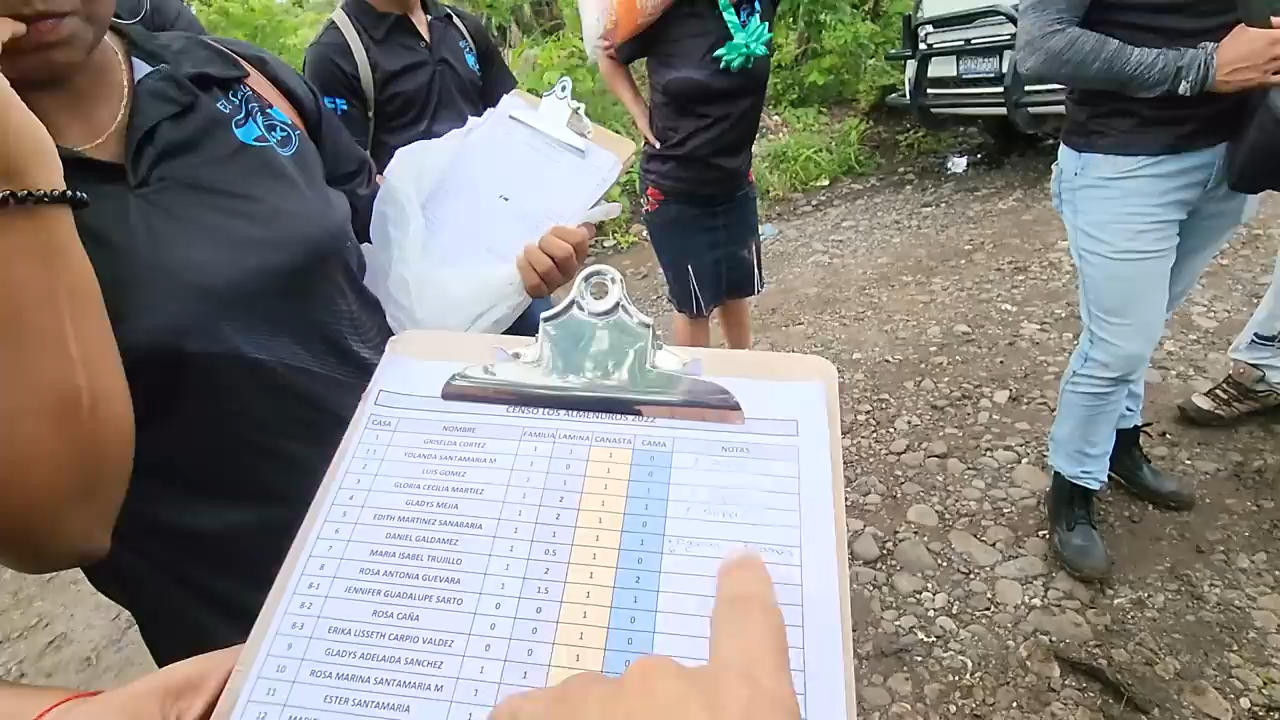 El Sal
FF
CENSO LOS ALMENDROS 2022
CASA NOMBRE FAMILIA LAMINA CANASTA CAMA NOTAS
1 GRISELDA CORTEZ 1 1 1 0
1 1 YOLANDA SANTAMARIA M 1 0 1 0
2 LUIS GOMEZ 1 1 1 1
3 GLORIA CECILIA MARTIEZ 1 2 1 1
4 GLADYS MEJIA 1 2 1 0
5 EDITH MARTINEZ SANABARIA 1 1 1 1
6 DANIEL GALDAMEZ 1 0.5 1 0
7 MARIA ISABEL TRUJILLO 1 2 1 2
8 ROSA ANTONIA GUEVARA 1 1.5 1 1
8-1 JENNIFER GUADALUPE SARTO 0 0 1 0
8-2 ROSA CAÑA 0 0 1 0
8-3 ERIKA LISSETH CARPIO VALDEZ 0 0 1 0
9 GLADYS ADELAIDA SANCHEZ 1 1
10 ROSA MARINA SANTAMARIA M 1
11 ESTER SANTAMARIA 1
12